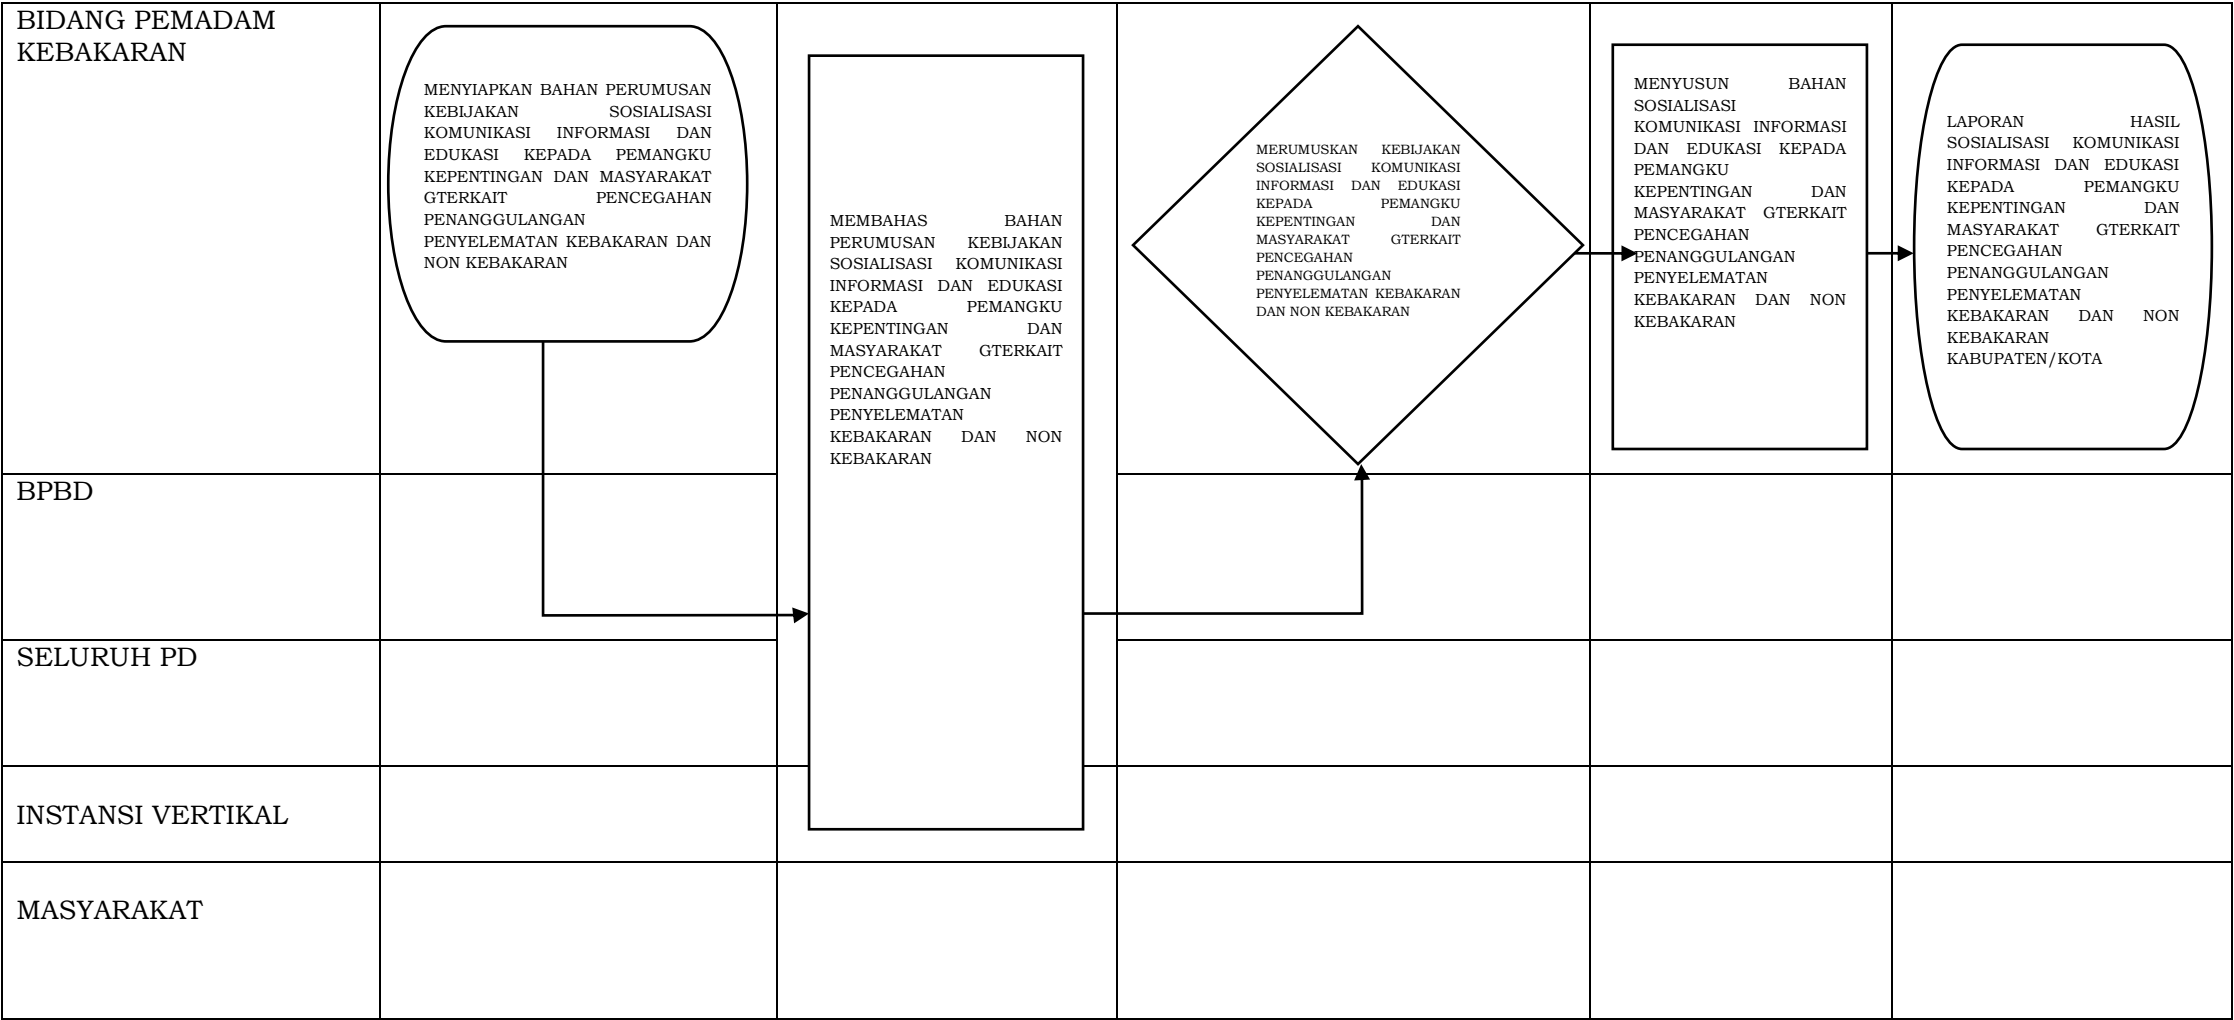 BIDANG PEMADAM
KEBAKARAN
MENYIAPKAN BAHAN PERUMUSAN
KEBIJAKAN SOSIALISASI
KOMUNIKASI INFORMASI DAN
EDUKASI KEPADA PEMANGKU
KEPENTINGAN DAN MASYARAKAT
GTERKAIT PENCEGAHAN
PENANGGULANGAN
PENYELEMATAN KEBAKARAN DAN
NON KEBAKARAN
MEMBAHAS BAHAN
PERUMUSAN KEBIJAKAN
SOSIALISASI KOMUNIKASI
INFORMASI DAN EDUKASI
KEPADA PEMANGKU
KEPENTINGAN DAN
MASYARAKAT GTERKAIT
PENCEGAHAN
PENANGGULANGAN
PENYELEMATAN
KEBAKARAN DAN NON
KEBAKARAN
MERUMUSKAN KEBIJAKAN
SOSIALISASI KOMUNIKASI
INFORMASI DAN EDUKASI
KEPADA PEMANGKU
KEPENTINGAN DAN
MASYARAKAT GTERKAIT
PENCEGAHAN
PENANGGULANGAN
PENYELEMATAN KEBAKARAN
DAN NON KEBAKARAN
MENYUSUN BAHAN
SOSIALISASI
KOMUNIKASI INFORMASI
DAN EDUKASI KEPADA
PEMANGKU
KEPENTINGAN DAN
MASYARAKAT GTERKAIT
PENCEGAHAN
PENANGGULANGAN
PENYELEMATAN
KEBAKARAN DAN NON
KEBAKARAN
LAPORAN HASIL
SOSIALISASI KOMUNIKASI
INFORMASI DAN EDUKASI
KEPADA PEMANGKU
KEPENTINGAN DAN
MASYARAKAT GTERKAIT
PENCEGAHAN
PENANGGULANGAN
PENYELEMATAN
KEBAKARAN DAN NON
KEBAKARAN
KABUPATEN/KOTA
BPBD
SELURUH PD
INSTANSI VERTIKAL
MASYARAKAT